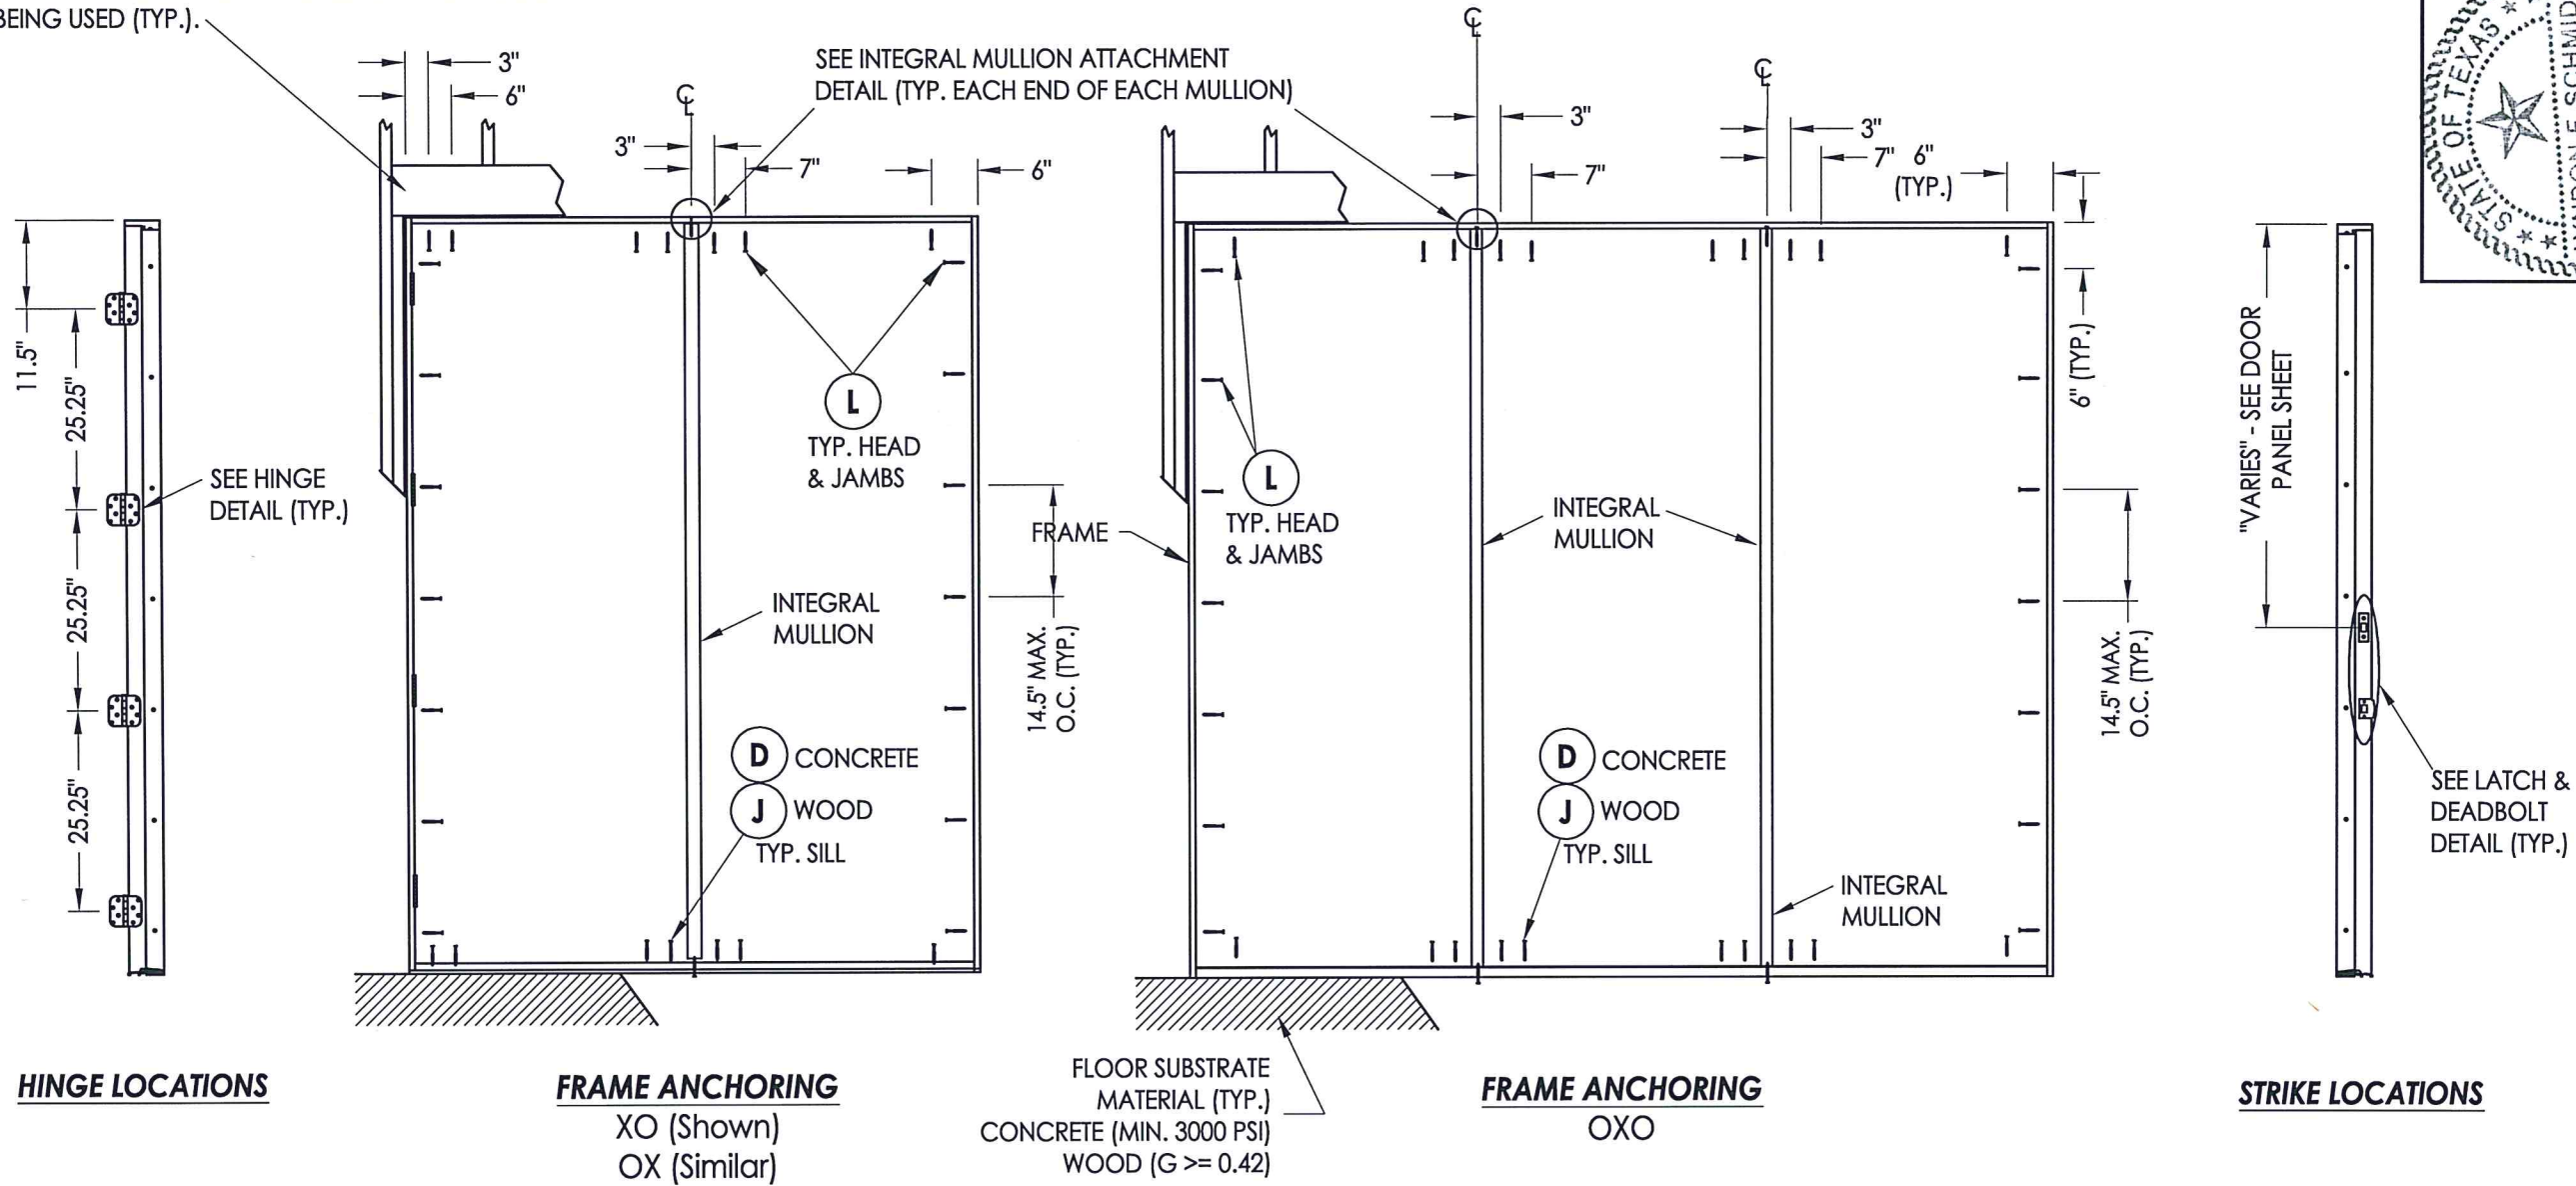 BEING USED (TYP.).
3"
6"
SEE INTEGRAL MULLION ATTACHMENT
DETAIL (TYP. EACH END OF EACH MULLION)
℄
3"
7"
6"
℄
3"
7"
℄
3"
7"
6"
(TYP.)
6" (TYP.)
STATE OF TEXAS
11.5"
25.25"
25.25"
25.25"
SEE HINGE
DETAIL (TYP.)
L
TYP. HEAD
& JAMBS
INTEGRAL
MULLION
14.5" MAX.
O.C. (TYP.)
D CONCRETE
J WOOD
TYP. SILL
FRAME
L
TYP. HEAD
& JAMBS
INTEGRAL
MULLION
D CONCRETE
J WOOD
TYP. SILL
INTEGRAL
MULLION
14.5" MAX.
O.C. (TYP.)
"VARIES" - SEE DOOR
PANEL SHEET
SEE LATCH &
DEADBOLT
DETAIL (TYP.)
HINGE LOCATIONS
FRAME ANCHORING
XO (Shown)
OX (Similar)
FLOOR SUBSTRATE
MATERIAL (TYP.)
CONCRETE (MIN. 3000 PSI)
WOOD (G >= 0.42)
FRAME ANCHORING
OXO
STRIKE LOCATIONS